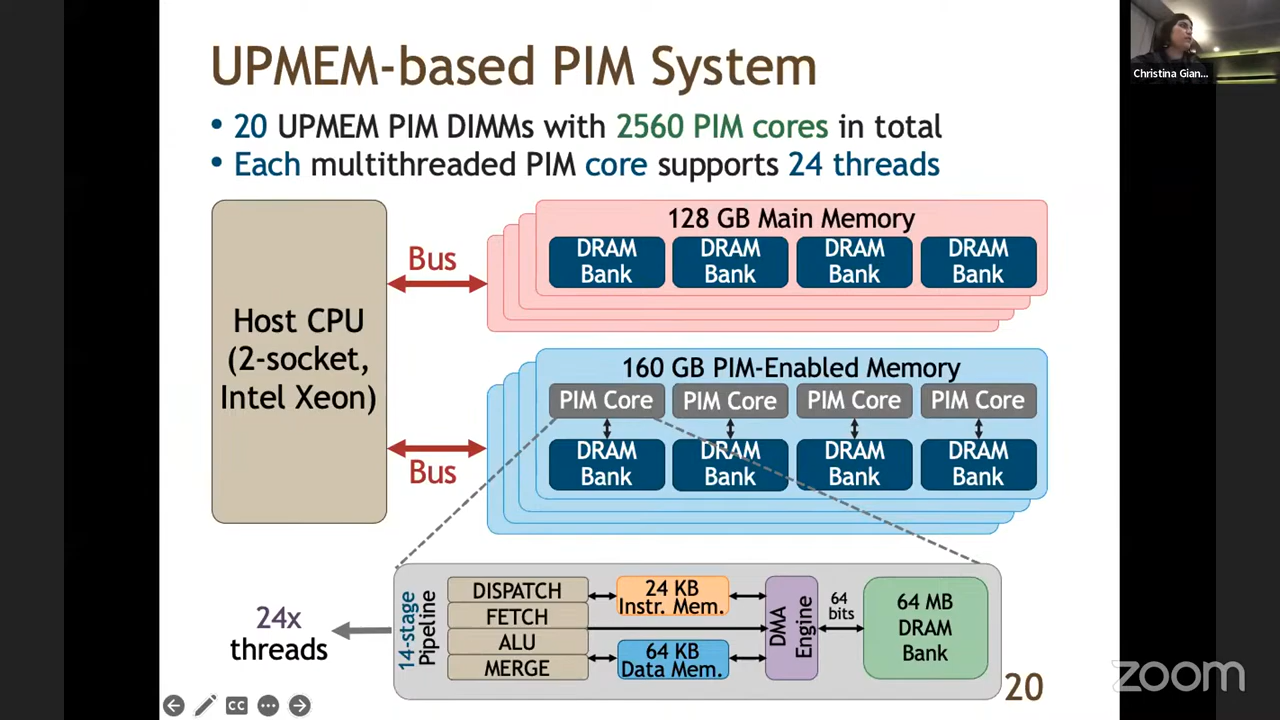 UPMEM-based PIM System
• 20 UPMEM PIM DIMMs with 2560 PIM cores in total
• Each multithreaded PIM core supports 24 threads
Host CPU
(2-socket,
Intel Xeon)
Bus
128 GB Main Memory
DRAM
Bank
DRAM
Bank
DRAM
Bank
DRAM
Bank
Bus
160 GB PIM-Enabled Memory
PIM Core
PIM Core
PIM Core
PIM Core
DRAM
Bank
DRAM
Bank
DRAM
Bank
DRAM
Bank
24x
threads
14-stage
Pipeline
DISPATCH
FETCH
ALU
MERGE
24 KB
Instr. Mem.
64 KB
Data Mem.
DMA
Engine
64
bits
64 MB
DRAM
Bank
20
Christina Gian...
CC
zoom